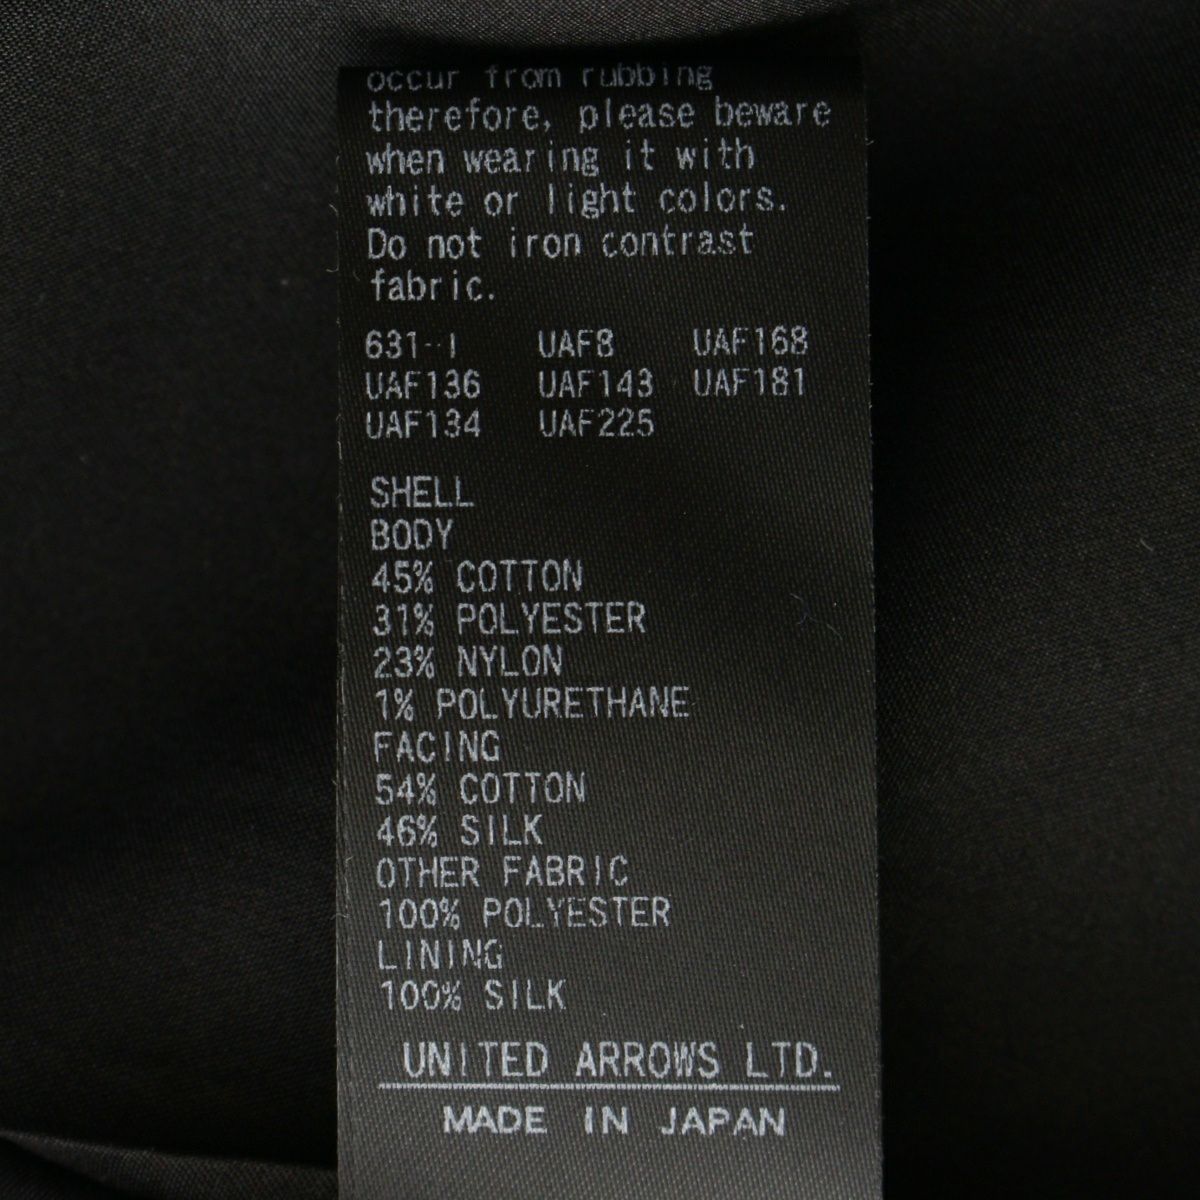 occur from rubbing
therefore, please beware
when wearing it with
white or light colors.
Do not iron contrast
fabric.
631-1 UAF8 UAF168
UAF136 UAF143 UAF181
UAF134 UAF225
SHELL
BODY
45% COTTON
31% POLYESTER
23% NYLON
1% POLYURETHANE
FACING
54% COTTON
46% SILK
OTHER FABRIC
100% POLYESTER
LINING
100% SILK
UNITED ARROWS LTD.
MADE IN JAPAN